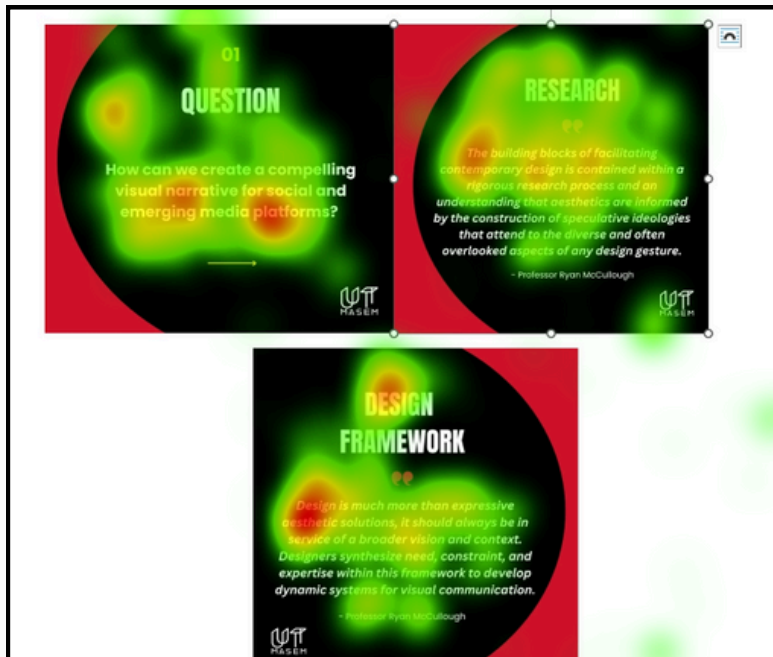 01
QUESTION
How can we create a compelling
visual narrative for social and
emerging media platforms?
UT
MASEM
RESEARCH
The building blocks of facilitating
contemporary design is contained within a
rigorous research process and an
understanding that aesthetics are informed
by the construction of speculative ideologies
that attend to the diverse and often
overlooked aspects of any design gesture.
- Professor Ryan McCullough
UT
MASEM
DESIGN
FRAMEWORK
Design is much more than expressive
aesthetic solutions, it should always be in
service of a broader vision and context.
Designers synthesize need, constraint, and
expertise within this framework to develop
dynamic systems for visual communication.
- Professor Ryan McCullough
UT
MASEM